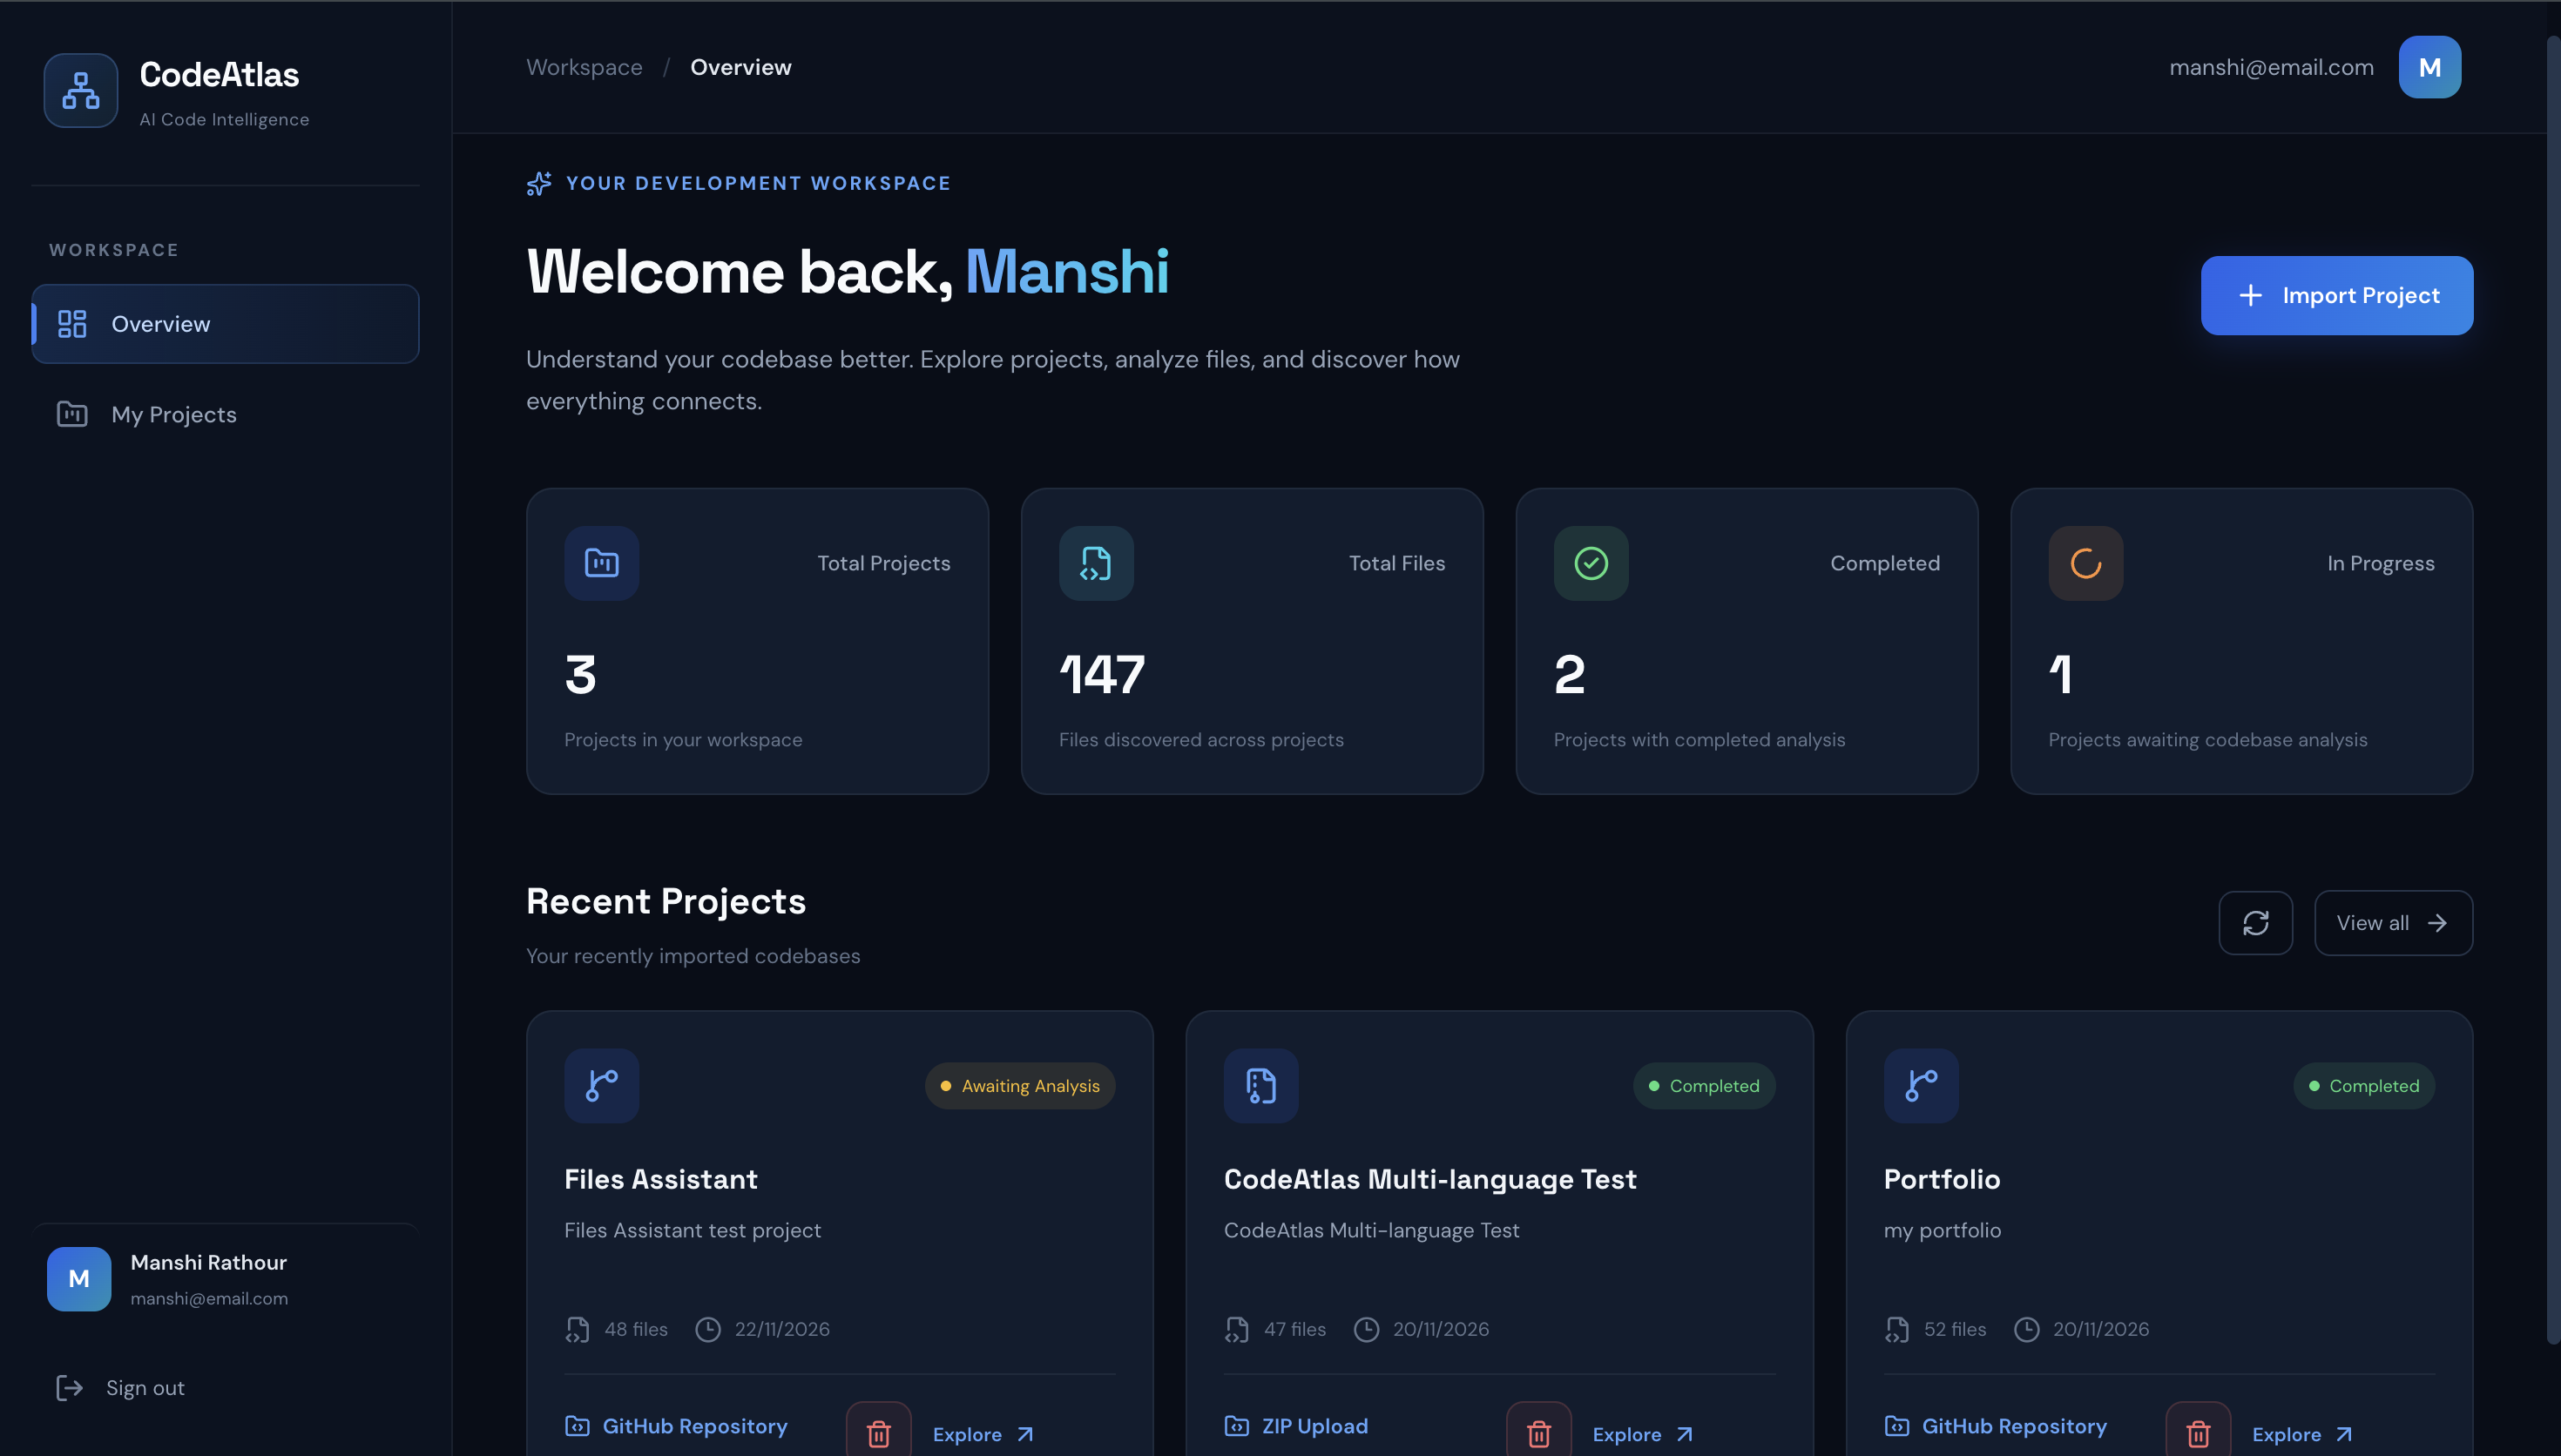 CodeAtlas
AI Code Intelligence
WORKSPACE
Overview
My Projects
M
Manshi Rathour
manshi@email.com
Sign out
Workspace / Overview
manshi@email.com
M
YOUR DEVELOPMENT WORKSPACE
Welcome back, Manshi
Understand your codebase better. Explore projects, analyze files, and discover how
everything connects.
Import Project
Total Projects
3
Projects in your workspace
Total Files
147
Files discovered across projects
Completed
2
Projects with completed analysis
In Progress
1
Projects awaiting codebase analysis
Recent Projects
Your recently imported codebases
View all
Awaiting Analysis
Files Assistant
Files Assistant test project
48 files 22/11/2026
GitHub Repository Explore
Completed
CodeAtlas Multi-language Test
CodeAtlas Multi-language Test
47 files 20/11/2026
ZIP Upload Explore
Completed
Portfolio
my portfolio
52 files 20/11/2026
GitHub Repository Explore